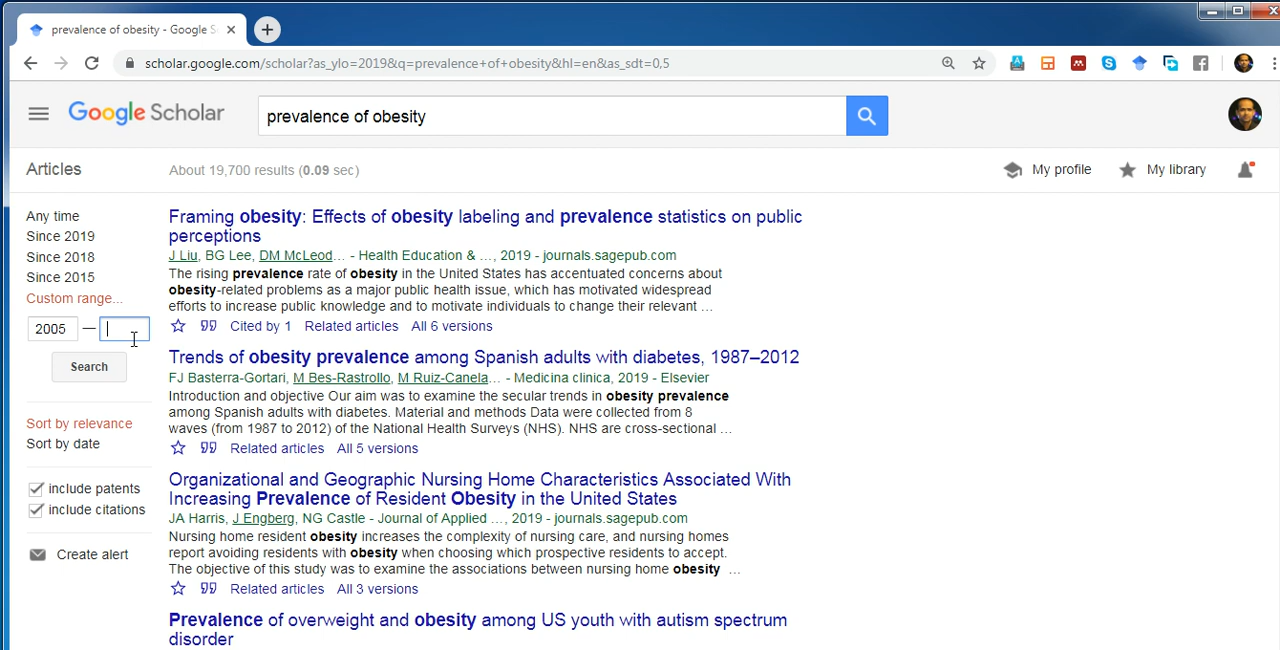 prevalence of obesity - Google S
scholar.google.com/scholar?as_ylo=2019&q=prevalence+of+obesity&hl=en&as_sdt=0,5
Google Scholar
prevalence of obesity
Articles
About 19,700 results (0.09 sec)
My profile
My library
Any time
Since 2019
Since 2018
Since 2015
Custom range...
2005 —
Search
Sort by relevance
Sort by date
include patents
include citations
Create alert
Framing obesity: Effects of obesity labeling and prevalence statistics on public
perceptions
J Liu, BG Lee, DM McLeod... - Health Education & ..., 2019 - journals.sagepub.com
The rising prevalence rate of obesity in the United States has accentuated concerns about
obesity-related problems as a major public health issue, which has motivated widespread
efforts to increase public knowledge and to motivate individuals to change their relevant ...
Cited by 1 Related articles All 6 versions
Trends of obesity prevalence among Spanish adults with diabetes, 1987–2012
FJ Basterra-Gortari, M Bes-Rastrollo, M Ruiz-Canela... - Medicina clinica, 2019 - Elsevier
Introduction and objective Our aim was to examine the secular trends in obesity prevalence
among Spanish adults with diabetes. Material and methods Data were collected from 8
waves (from 1987 to 2012) of the National Health Surveys (NHS). NHS are cross-sectional ...
Related articles All 5 versions
Organizational and Geographic Nursing Home Characteristics Associated With
Increasing Prevalence of Resident Obesity in the United States
JA Harris, J Engberg, NG Castle - Journal of Applied ..., 2019 - journals.sagepub.com
Nursing home resident obesity increases the complexity of nursing care, and nursing homes
report avoiding residents with obesity when choosing which prospective residents to accept.
The objective of this study was to examine the associations between nursing home obesity ...
Related articles All 3 versions
Prevalence of overweight and obesity among US youth with autism spectrum
disorder